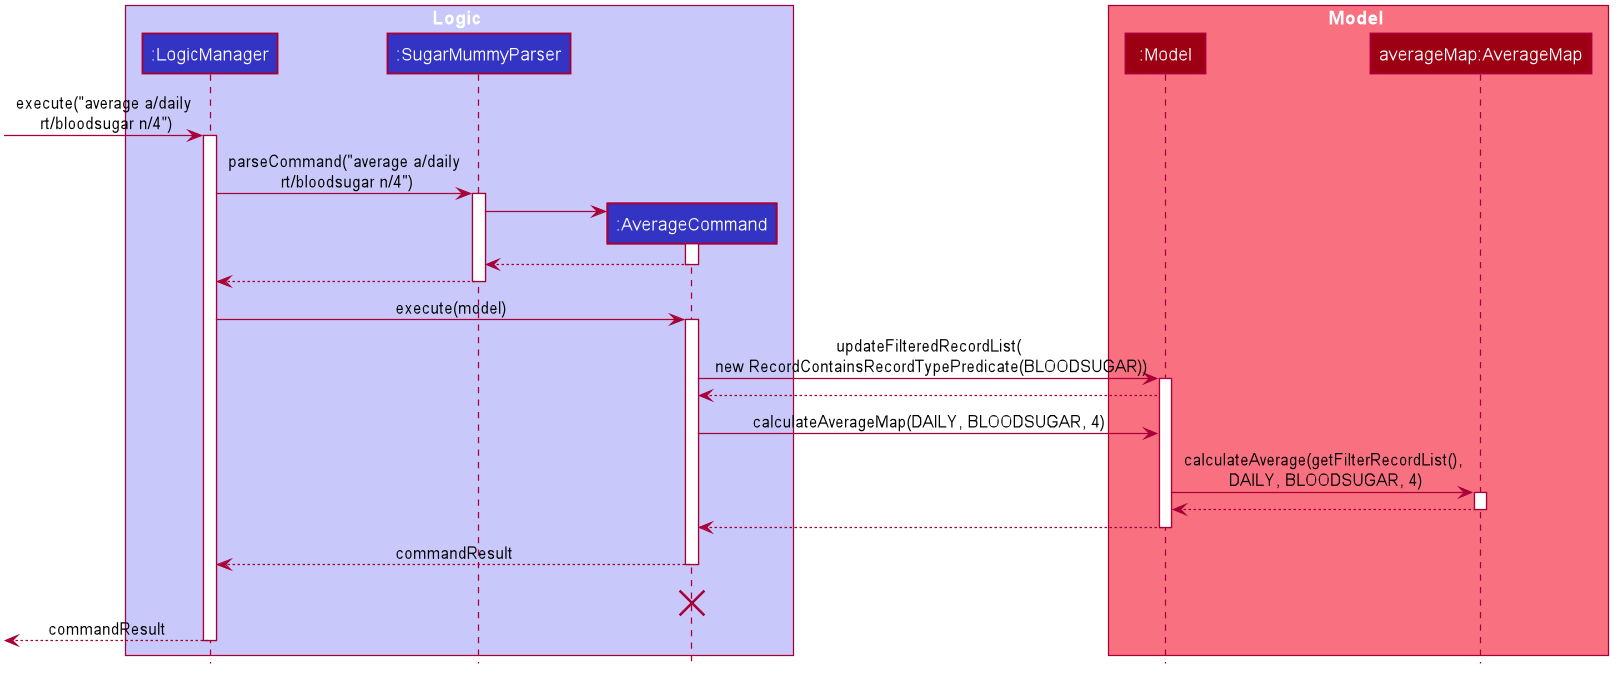 Logic
Model
:LogicManager
:SugarMummyParser
:Model
averageMap:AverageMap
execute("average a/daily
rt/bloodsugar n/4")
parseCommand("average a/daily
rt/bloodsugar n/4")
:AverageCommand
execute(model)
updateFilteredRecordList(
new RecordContainsRecordTypePredicate(BLOODSUGAR))
calculateAverageMap(DAILY, BLOODSUGAR, 4)
calculateAverage(getFilterRecordList(),
DAILY, BLOODSUGAR, 4)
commandResult
commandResult